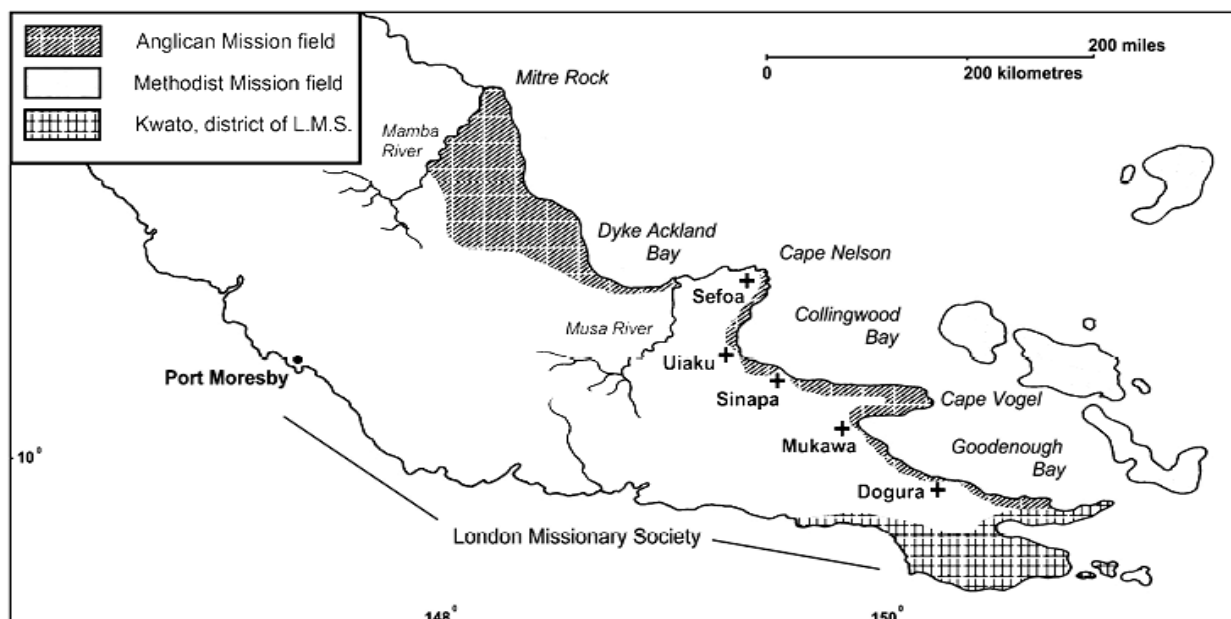 Anglican Mission field
Methodist Mission field
Kwato, district of L.M.S.
200 miles
0
200 kilometres
Mitre Rock
Mamba
River
Dyke Ackland
Bay
Cape Nelson
Sefoa
Collingwood
Bay
Musa River
Uiaku
Port Moresby
Sinapa
Cape Vogel
Mukawa
Goodenough
Bay
10°
Dogura
London Missionary Society
148°
150°